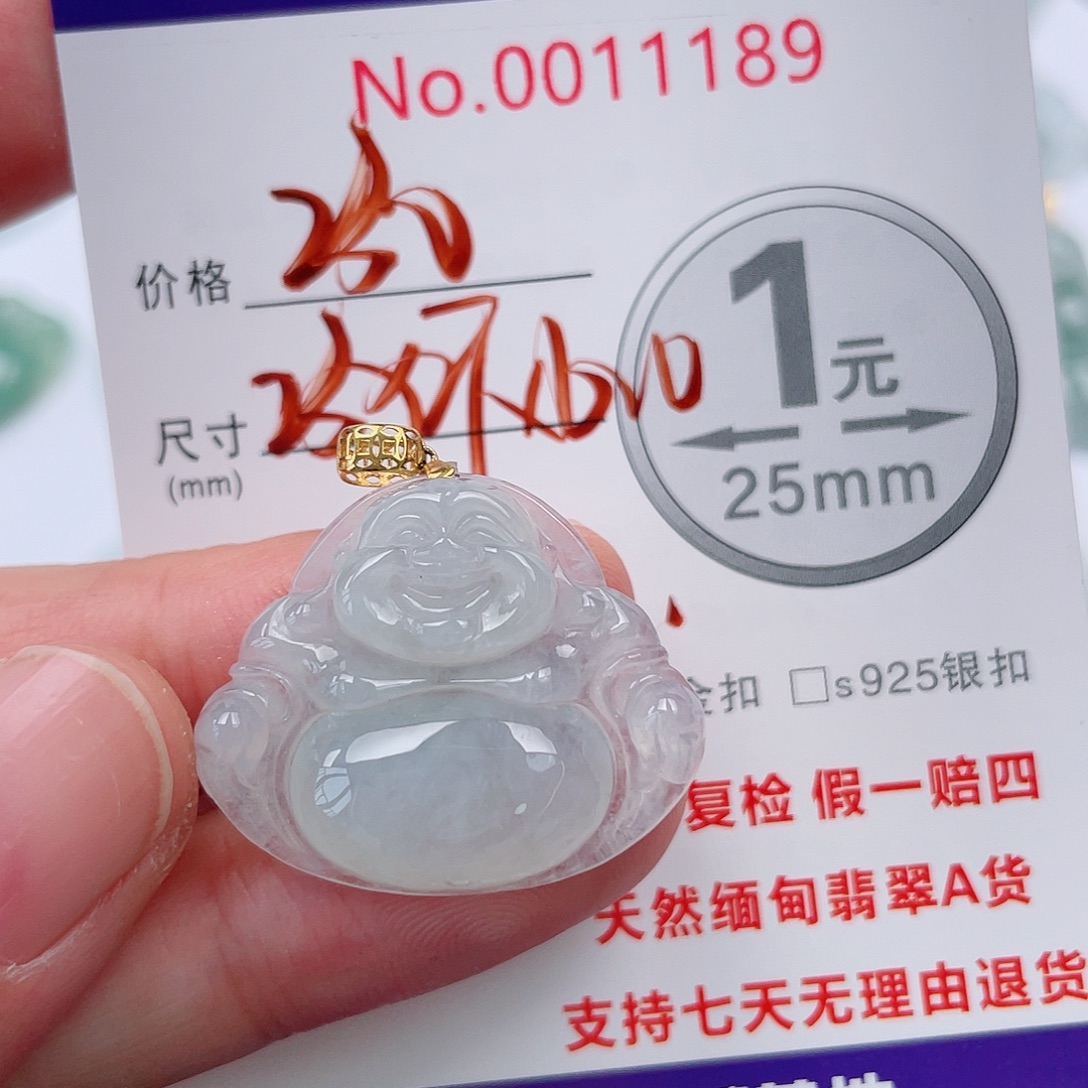 No.0011189
价格
尺寸
(mm)
1元
25mm
金扣 □s925银扣
复检 假一赔四
天然缅甸翡翠A货
支持七天无理由退货